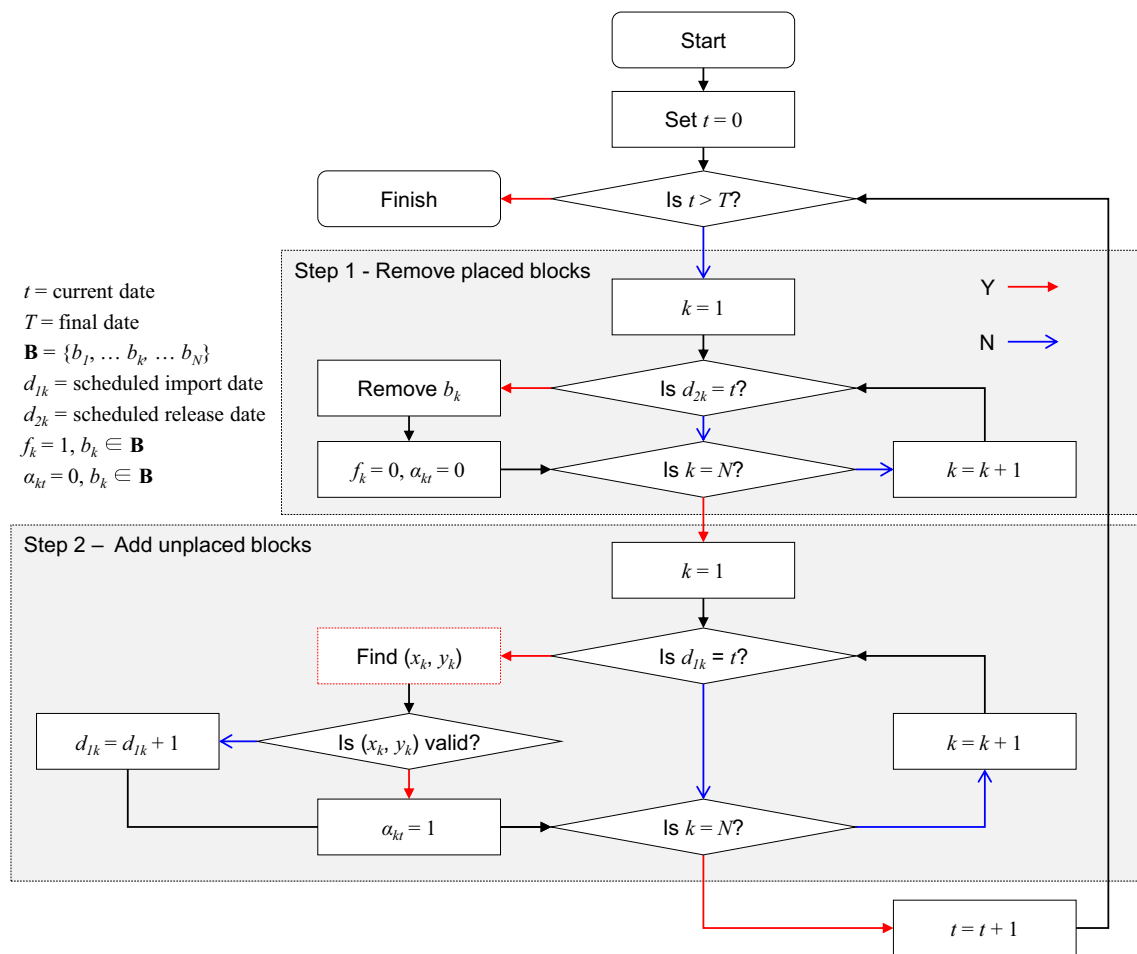 Start
Set t = 0
Finish
Is t > T?
Step 1 - Remove placed blocks
Y
N
t = current date
T = final date
B = {b₁, … bₖ, … b_N}
d₁ₖ = scheduled import date
d₂ₖ = scheduled release date
fₖ = 1, bₖ ∈ B
αₖₜ = 0, bₖ ∈ B
k = 1
Remove bₖ
Is d₂ₖ = t?
fₖ = 0, αₖₜ = 0
Is k = N?
k = k + 1
Step 2 – Add unplaced blocks
k = 1
Find (xₖ, yₖ)
Is d₁ₖ = t?
d₁ₖ = d₁ₖ + 1
Is (xₖ, yₖ) valid?
k = k + 1
αₖₜ = 1
Is k = N?
t = t + 1